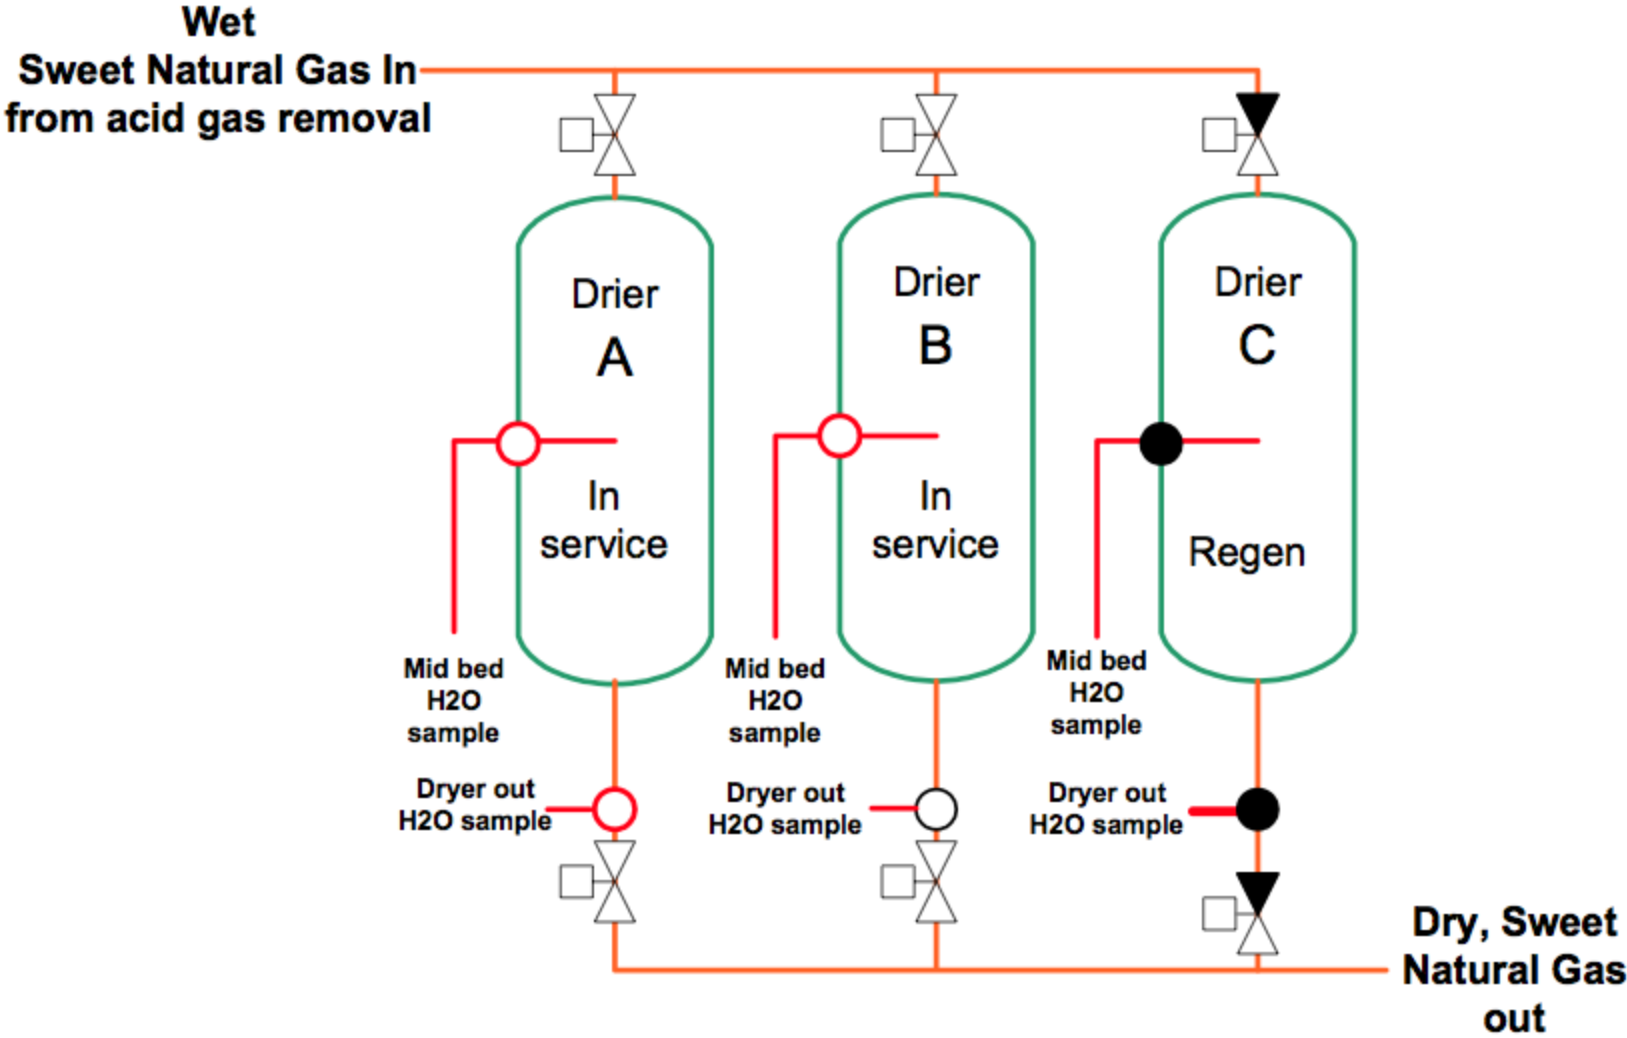 Wet
Sweet Natural Gas In
from acid gas removal
Drier
A
In
service
Drier
B
In
service
Drier
C
Regen
Mid bed
H2O
sample
Mid bed
H2O
sample
Mid bed
H2O
sample
Dryer out
H2O sample
Dryer out
H2O sample
Dryer out
H2O sample
Dry, Sweet
Natural Gas
out